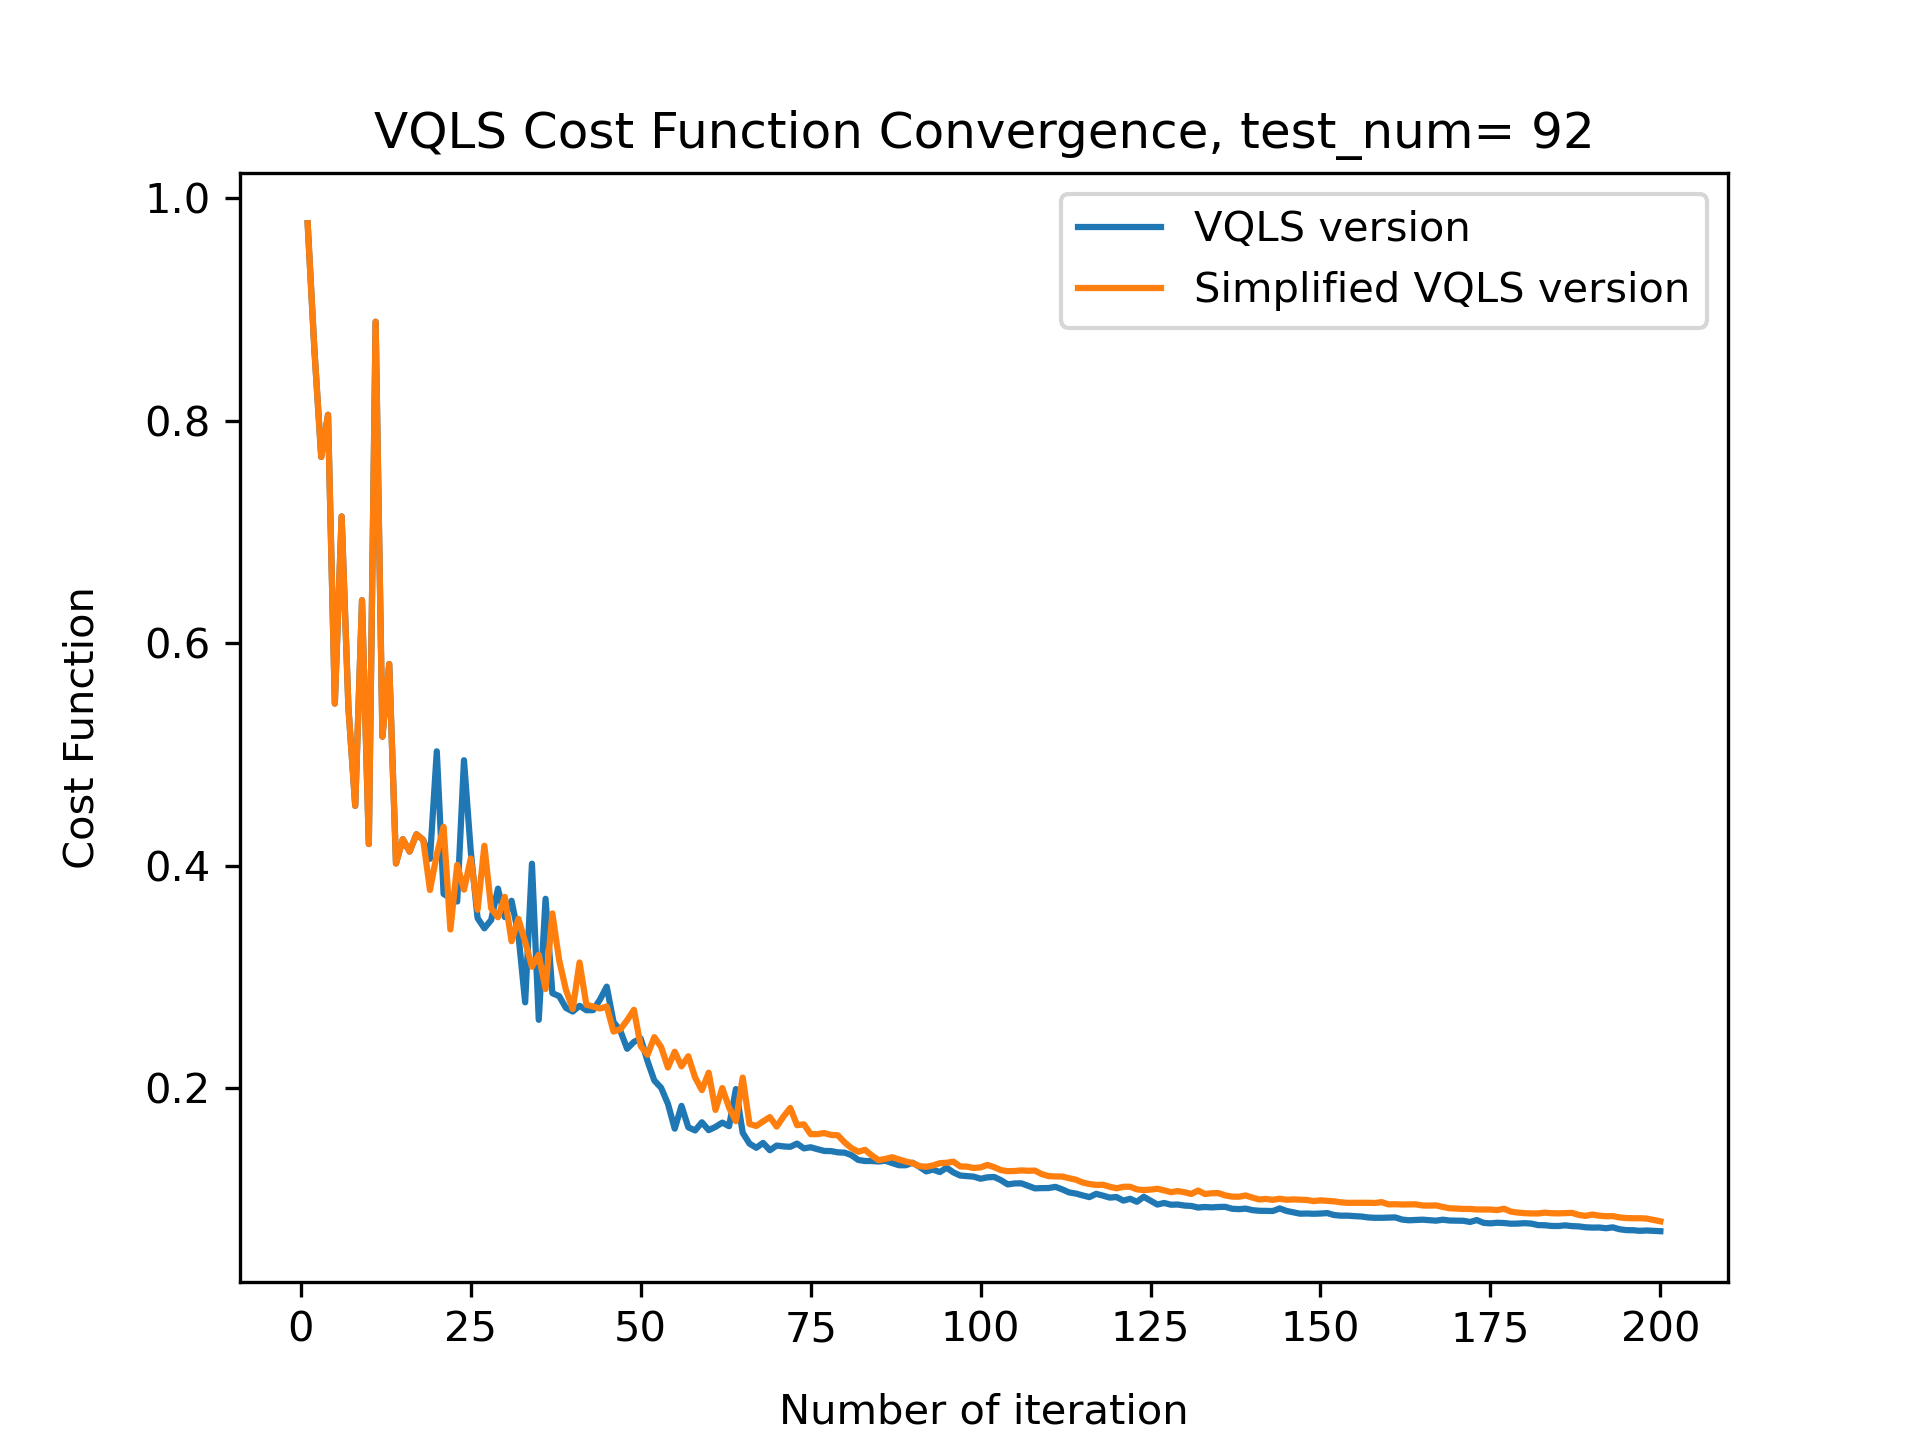 VQLS Cost Function Convergence, test_num= 92
VQLS version
Simplified VQLS version
1.0
0.8
0.6
0.4
0.2
Cost Function
0 25 50 75 100 125 150 175 200
Number of iteration